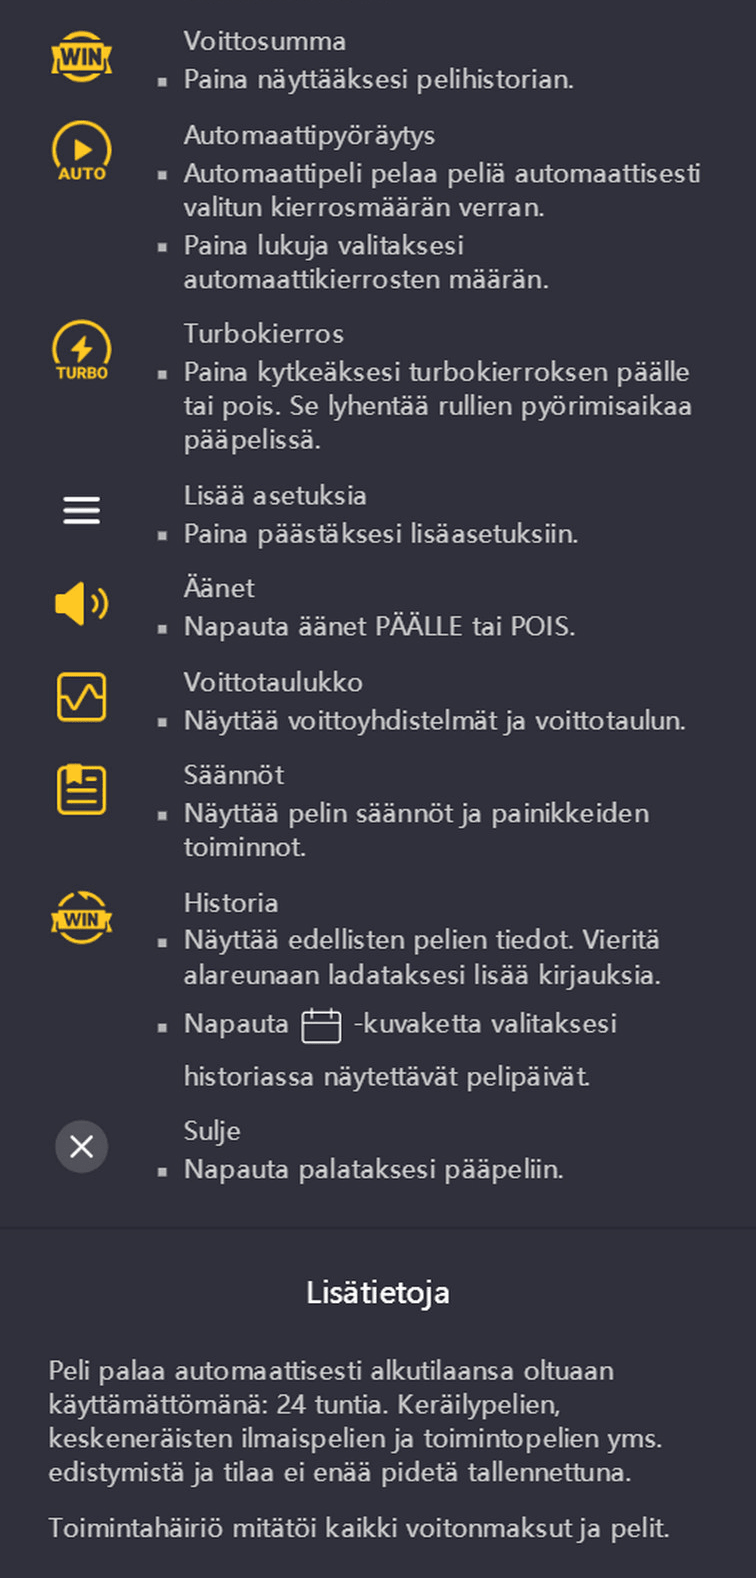 WIN
Voittosumma
▪ Paina näyttääksesi pelihistorian.
AUTO
Automaattipyöräytys
▪ Automaattipeli pelaa peliä automaattisesti
valitun kierrosmäärän verran.
▪ Paina lukuja valitaksesi
automaattikierrosten määrän.
TURBO
Turbokierros
▪ Paina kytkeäksesi turbokierroksen päälle
tai pois. Se lyhentää rullien pyörimisaikaa
pääpelissä.
Lisää asetuksia
▪ Paina päästäksesi lisäasetuksiin.
Äänet
▪ Napauta äänet PÄÄLLE tai POIS.
Voittotaulukko
▪ Näyttää voittoyhdistelmät ja voittotaulun.
Säännöt
▪ Näyttää pelin säännöt ja painikkeiden
toiminnot.
WIN
Historia
▪ Näyttää edellisten pelien tiedot. Vieritä
alareunaan ladataksesi lisää kirjauksia.
▪ Napauta -kuvaketta valitaksesi
historiassa näytettävät pelipäivät.
Sulje
▪ Napauta palataksesi pääpeliin.
Lisätietoja
Peli palaa automaattisesti alkutilaansa oltuaan
käyttämättömänä: 24 tuntia. Keräilypelien,
keskeneräisten ilmaispelien ja toimintopelien yms.
edistymistä ja tilaa ei enää pidetä tallennettuna.
Toimintahäiriö mitätöi kaikki voitonmaksut ja pelit.